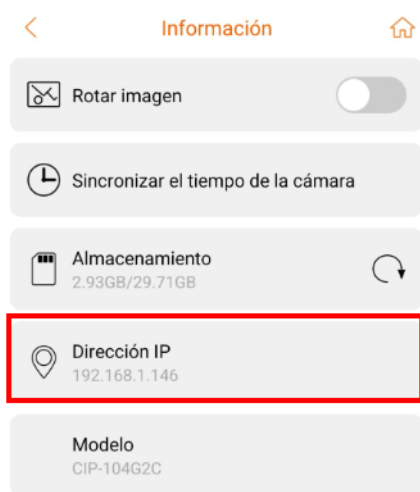 Información
Rotar imagen
Sincronizar el tiempo de la cámara
Almacenamiento
2.93GB/29.71GB
Dirección IP
192.168.1.146
Modelo
CIP-104G2C